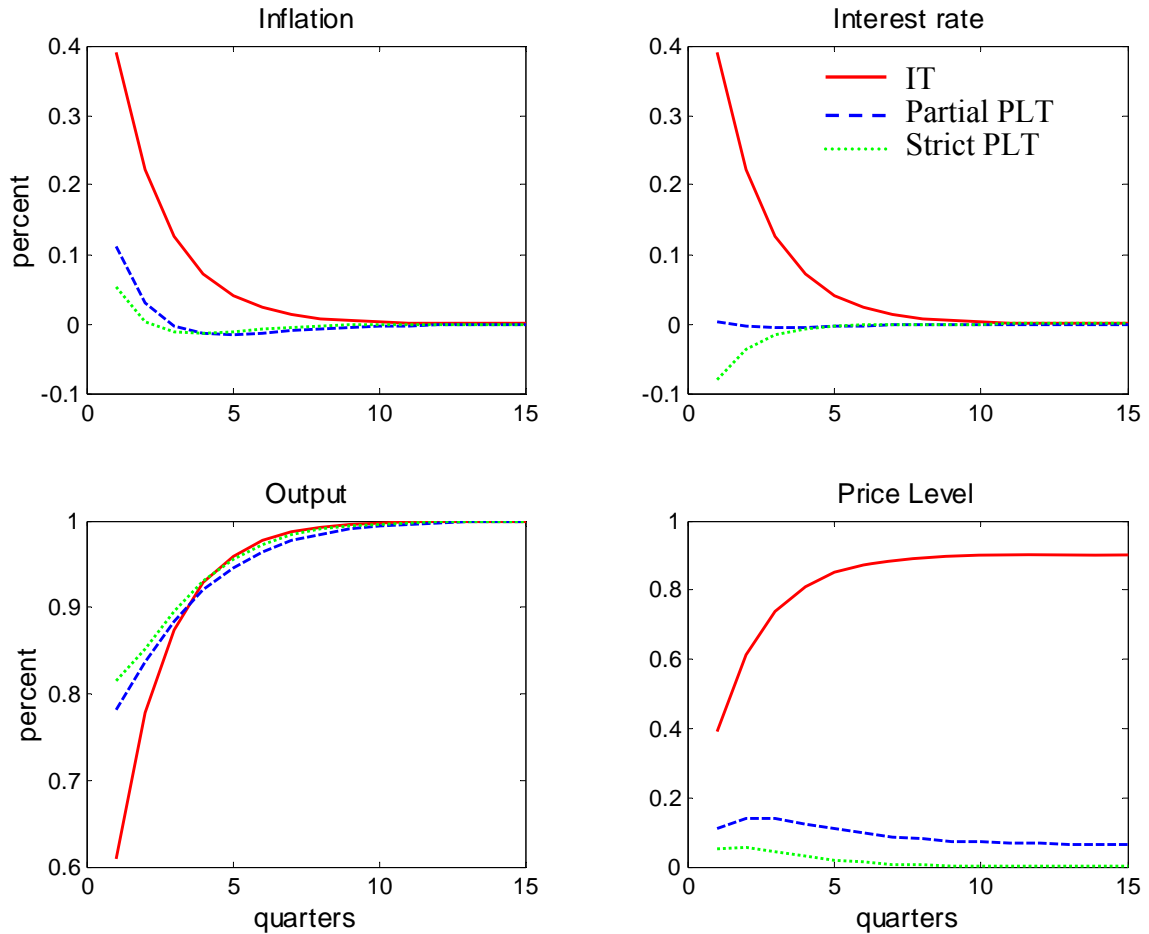 Inflation
Interest rate
0.4
0.3
0.2
0.1
0
-0.1
percent
0 5 10 15
0.4
0.3
0.2
0.1
0
-0.1
0 5 10 15
IT
Partial PLT
Strict PLT
Output
Price Level
1
0.9
0.8
0.7
0.6
percent
0 5 10 15
quarters
1
0.8
0.6
0.4
0.2
0
0 5 10 15
quarters